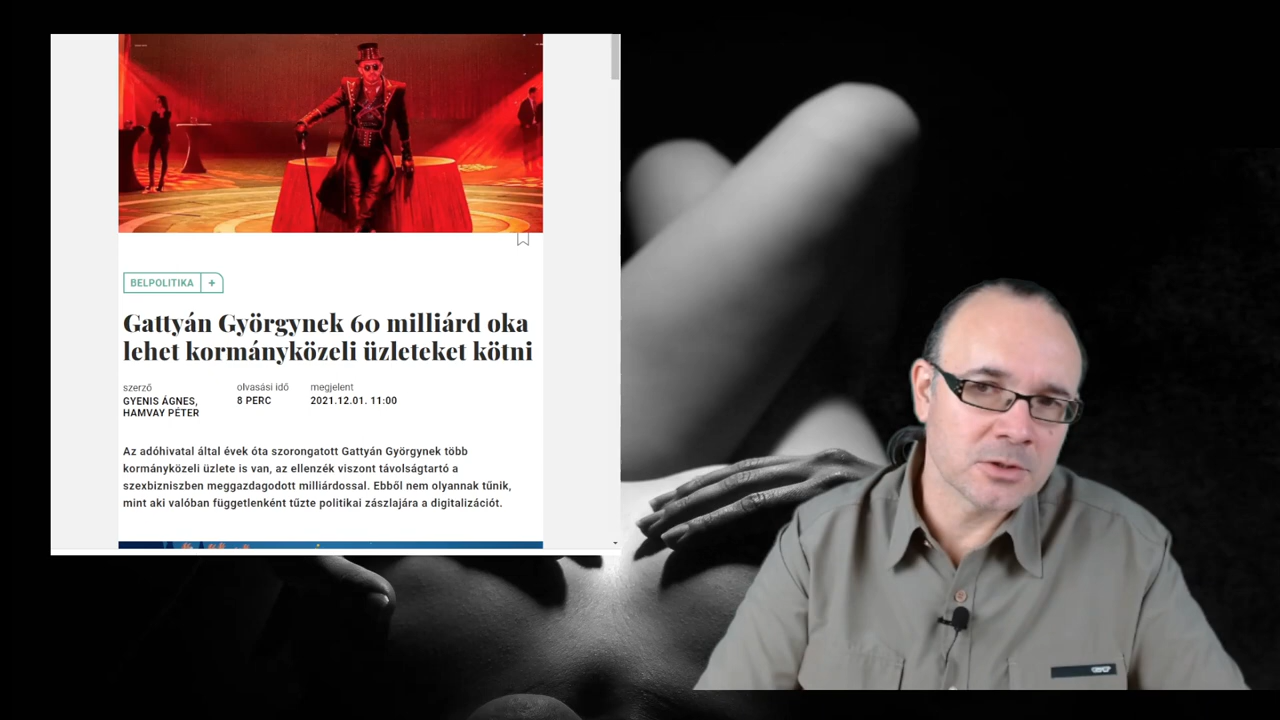 BELPOLITIKA +
Gattyán Györgynek 60 milliárd oka
lehet kormányközeli üzleteket kötni
szerző olvasási idő megjelent
GYENIS ÁGNES, 8 PERC 2021.12.01. 11:00
HAMVAY PÉTER
Az adóhivatal által évek óta szorongatott Gattyán Györgynek több
kormányközeli üzlete is van, az ellenzék viszont távolságtartó a
szexbizniszben meggazdagodott milliárdossal. Ebből nem olyannak tűnik,
mint aki valóban függetlenként tűzte politikai zászlajára a digitalizációt.